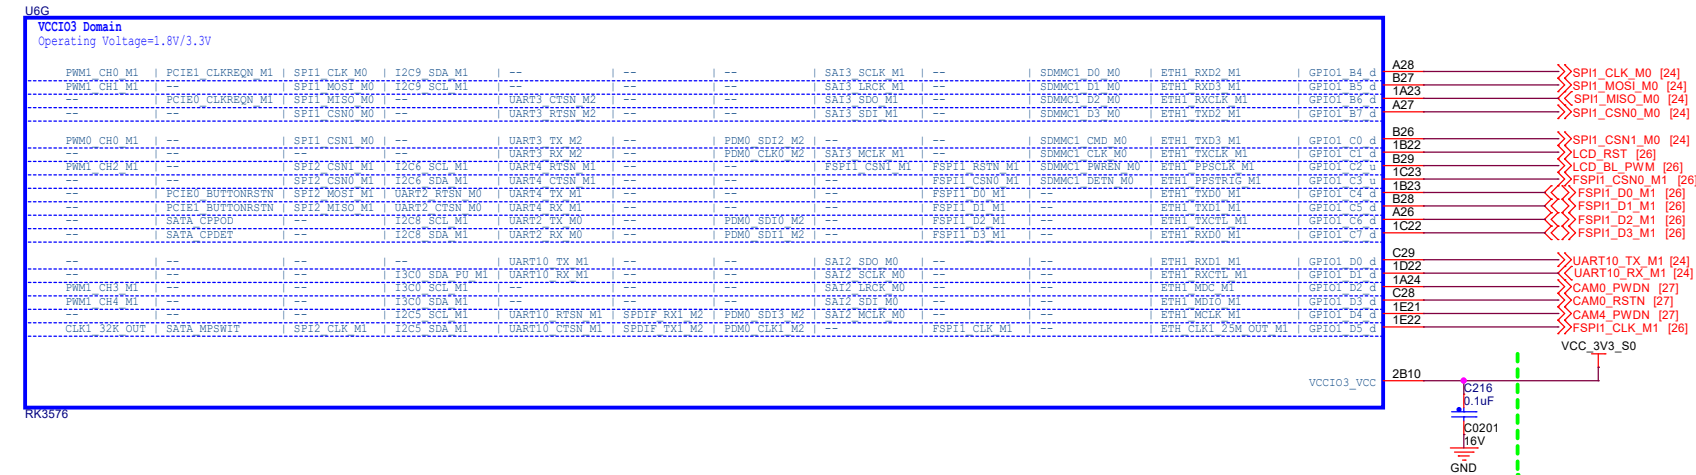 U6G
VCCIO3 Domain
Operating Voltage=1.8V/3.3V
PWM1_CH0_M1 | PCIE1_CLKREQN_M1 | SPI1_CLK_M0 | I2C9_SDA_M1 | -- | -- | -- | SAI3_SCLK_M1 | -- | SDMMC1_D0_M0 | ETH1_RXD2_M1 | GPIO1_B4_d A28 SPI1_CLK_M0 [24]
PWM1_CH1_M1 | -- | SPI1_MOSI_M0 | I2C9_SCL_M1 | -- | -- | -- | SAI3_LRCK_M1 | -- | SDMMC1_D1_M0 | ETH1_RXD3_M1 | GPIO1_B5_d B27 SPI1_MOSI_M0 [24]
-- | PCIE0_CLKREQN_M1 | SPI1_MISO_M0 | -- | UART3_CTSN_M2 | -- | -- | SAI3_SDO_M1 | -- | SDMMC1_D2_M0 | ETH1_RXCLK_M1 | GPIO1_B6_d 1A23 SPI1_MISO_M0 [24]
-- | -- | SPI1_CSN0_M0 | -- | UART3_RTSN_M2 | -- | -- | SAI3_SDI_M1 | -- | SDMMC1_D3_M0 | ETH1_TXD2_M1 | GPIO1_B7_d A27 SPI1_CSN0_M0 [24]
PWM0_CH0_M1 | -- | SPI1_CSN1_M0 | -- | UART3_TX_M2 | -- | PDM0_SDI2_M2 | -- | -- | SDMMC1_CMD_M0 | ETH1_TXD3_M1 | GPIO1_C0_d B26 SPI1_CSN1_M0 [24]
-- | -- | -- | -- | UART3_RX_M2 | -- | PDM0_CLK0_M2 | SAI3_MCLK_M1 | -- | SDMMC1_CLK_M0 | ETH1_TXCLK_M1 | GPIO1_C1_d 1B22 LCD_RST [26]
PWM1_CH2_M1 | -- | SPI2_CSN1_M1 | I2C6_SCL_M1 | UART4_RTSN_M1 | -- | -- | FSPI1_CSN1_M1 | FSPI1_RSTN_M1 | SDMMC1_PWREN_M0 | ETH1_PPSCLK_M1 | GPIO1_C2_u B29 LCD_BL_PWM [26]
-- | -- | SPI2_CSN0_M1 | I2C6_SDA_M1 | UART4_CTSN_M1 | -- | -- | -- | FSPI1_CSN0_M1 | SDMMC1_DETN_M0 | ETH1_PPSTRIG_M1 | GPIO1_C3_u 1C23 FSPI1_CSN0_M1 [26]
-- | PCIE0_BUTTONRSTN | SPI2_MOSI_M1 | UART2_RTSN_M0 | UART4_TX_M1 | -- | -- | -- | FSPI1_D0_M1 | -- | ETH1_TXD0_M1 | GPIO1_C4_d 1B23 FSPI1_D0_M1 [26]
-- | PCIE1_BUTTONRSTN | SPI2_MISO_M1 | UART2_CTSN_M0 | UART4_RX_M1 | -- | -- | -- | FSPI1_D1_M1 | -- | ETH1_TXD1_M1 | GPIO1_C5_d B28 FSPI1_D1_M1 [26]
-- | SATA_CPPOD | -- | I2C8_SCL_M1 | UART2_TX_M0 | -- | PDM0_SDI0_M2 | -- | FSPI1_D2_M1 | -- | ETH1_TXCTL_M1 | GPIO1_C6_d A26 FSPI1_D2_M1 [26]
-- | SATA_CPDET | -- | I2C8_SDA_M1 | UART2_RX_M0 | -- | PDM0_SDI1_M2 | -- | FSPI1_D3_M1 | -- | ETH1_RXD0_M1 | GPIO1_C7_d 1C22 FSPI1_D3_M1 [26]
-- | -- | -- | -- | UART10_TX_M1 | -- | -- | SAI2_SDO_M0 | -- | -- | ETH1_RXD1_M1 | GPIO1_D0_d C29 UART10_TX_M1 [24]
-- | -- | -- | I3C0_SDA_PU_M1 | UART10_RX_M1 | -- | -- | SAI2_SCLK_M0 | -- | -- | ETH1_RXCTL_M1 | GPIO1_D1_d 1D22 UART10_RX_M1 [24]
PWM1_CH3_M1 | -- | -- | I3C0_SCL_M1 | -- | -- | -- | SAI2_LRCK_M0 | -- | -- | ETH1_MDC_M1 | GPIO1_D2_d 1A24 CAM0_PWDN [27]
PWM1_CH4_M1 | -- | -- | I3C0_SDA_M1 | -- | -- | -- | SAI2_SDI_M0 | -- | -- | ETH1_MDIO_M1 | GPIO1_D3_d C28 CAM0_RSTN [27]
-- | -- | -- | I2C5_SCL_M1 | UART10_RTSN_M1 | SPDIF_RX1_M2 | PDM0_SDI3_M2 | SAI2_MCLK_M0 | -- | -- | ETH1_MCLK_M1 | GPIO1_D4_d 1E21 CAM4_PWDN [27]
CLK1_32K_OUT | SATA_MPSWIT | SPI2_CLK_M1 | I2C5_SDA_M1 | UART10_CTSN_M1 | SPDIF_TX1_M2 | PDM0_CLK1_M2 | -- | FSPI1_CLK_M1 | -- | ETH_CLK1_25M_OUT_M1 | GPIO1_D5_d 1E22 FSPI1_CLK_M1 [26]
VCC_3V3_S0
VCCIO3_VCC 2B10
C216
0.1uF
C0201
16V
GND
RK3576